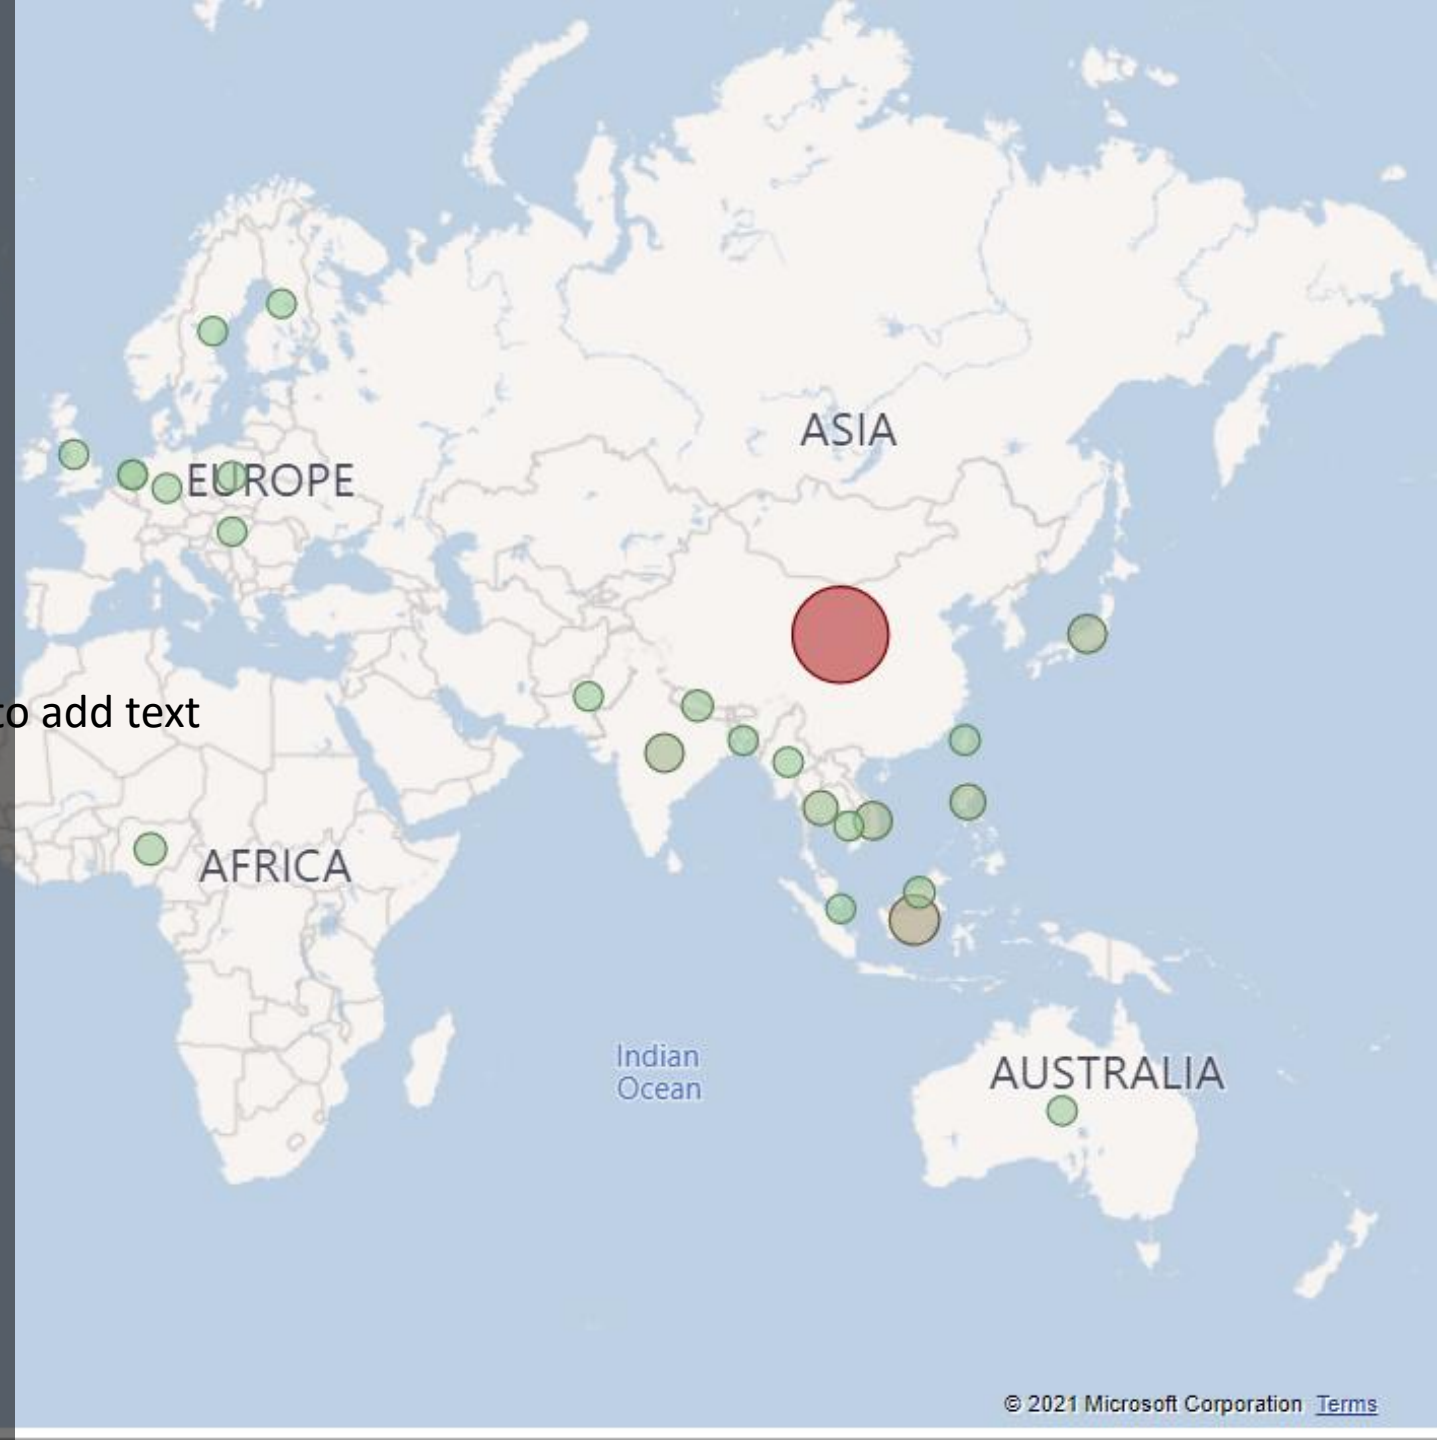 ASIA
EUROPE
to add text
AFRICA
Indian
Ocean
AUSTRALIA
© 2021 Microsoft Corporation Terms